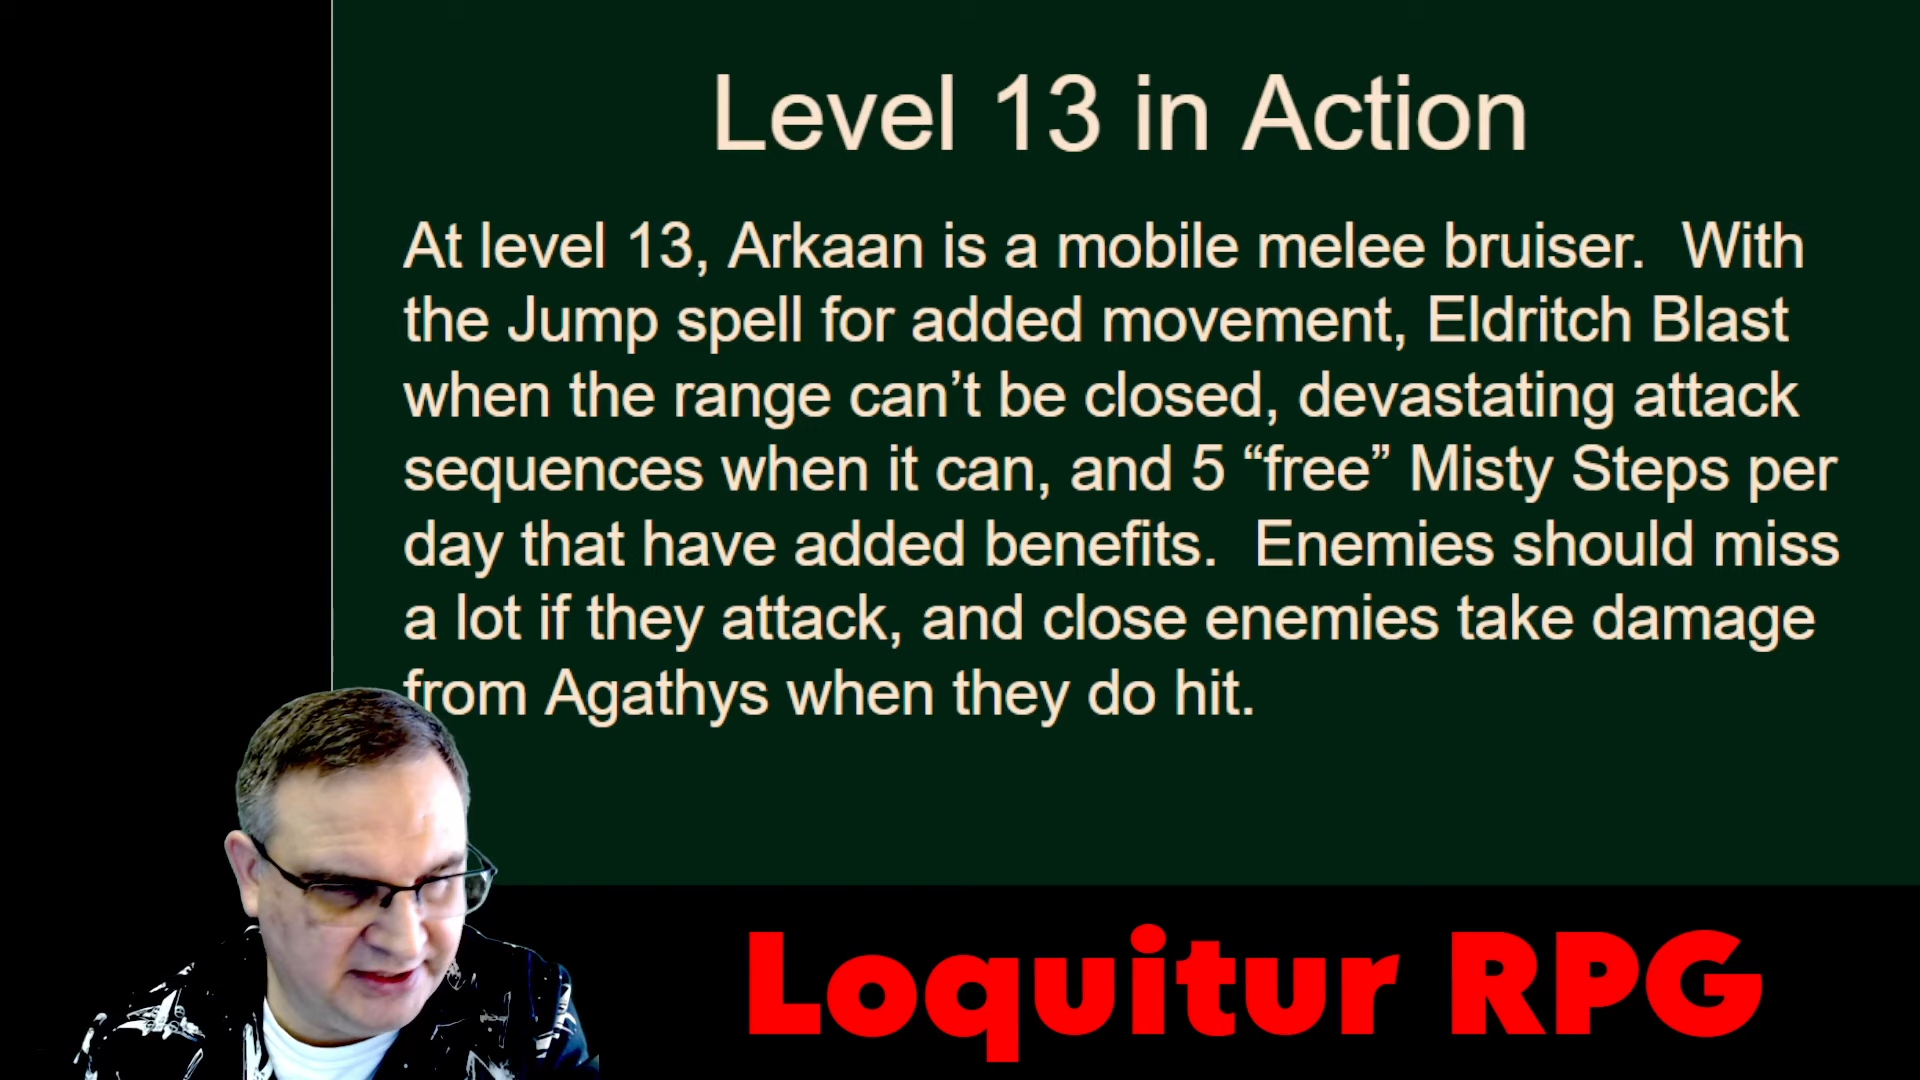 Level 13 in Action
At level 13, Arkaan is a mobile melee bruiser.  With
the Jump spell for added movement, Eldritch Blast
when the range can’t be closed, devastating attack
sequences when it can, and 5 “free” Misty Steps per
day that have added benefits.  Enemies should miss
a lot if they attack, and close enemies take damage
from Agathys when they do hit.
Loquitur RPG